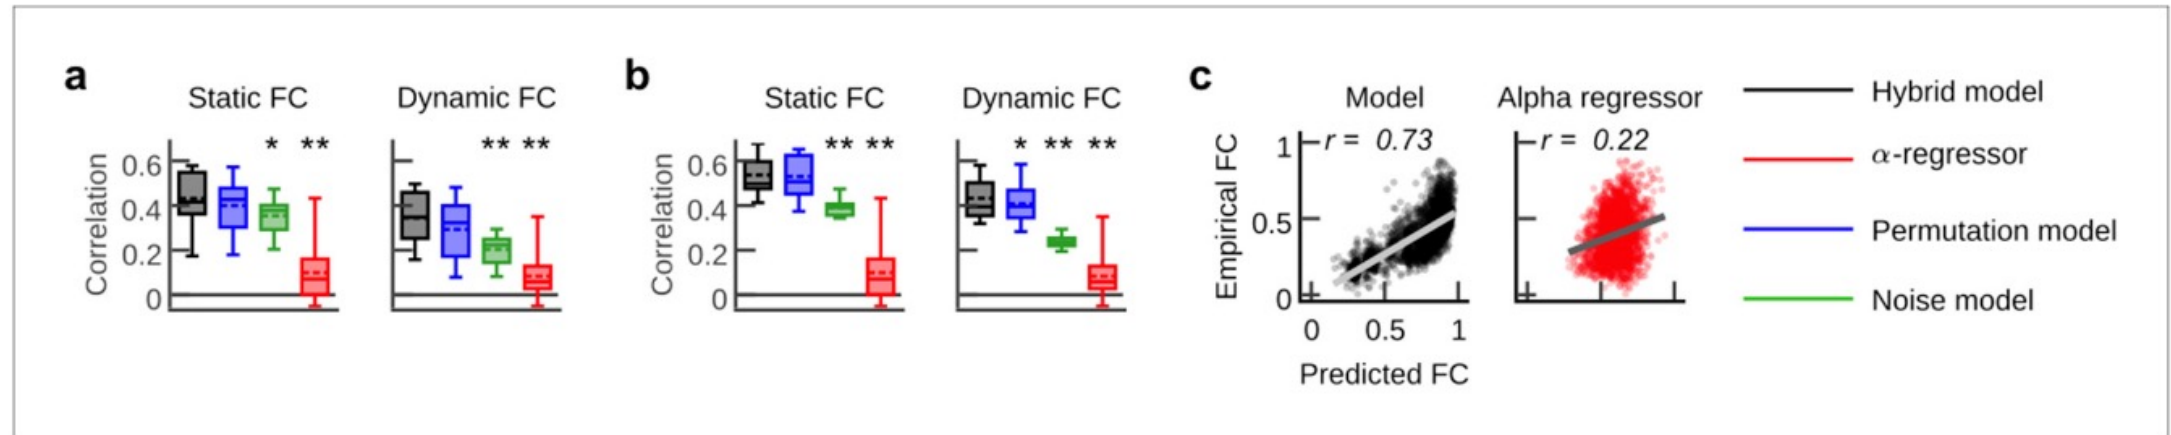 a
Static FC
Dynamic FC
* **
** **
Correlation
0.6
0.4
0.2
0
b
Static FC
Dynamic FC
** **
* ** **
Correlation
0.6
0.4
0.2
0
c
Model
Alpha regressor
r = 0.73
r = 0.22
Empirical FC
1
0.5
0
0 0.5 1
Predicted FC
Hybrid model
α-regressor
Permutation model
Noise model